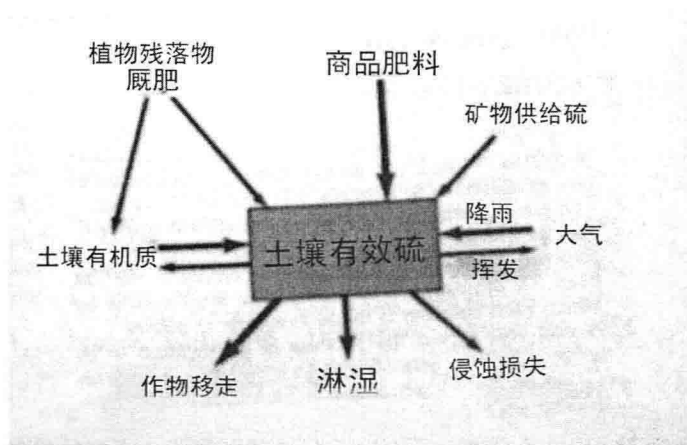 植物残落物
厩肥
商品肥料
矿物供给硫
土壤有机质
土壤有效硫
降雨
大气
挥发
作物移走
淋湿
侵蚀损失